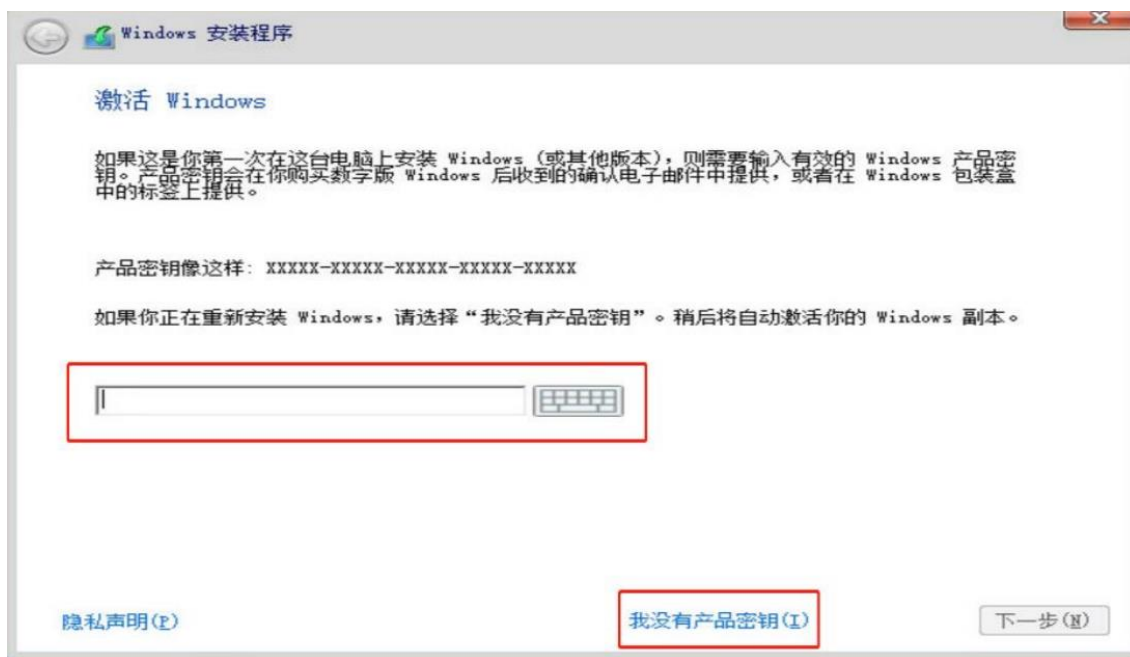 Windows 安装程序
激活 Windows
如果这是你第一次在这台电脑上安装 Windows (或其他版本)，则需要输入有效的 Windows 产品密
钥。产品密钥会在你购买数字版 Windows 后收到的确认电子邮件中提供，或者在 Windows 包装盒
中的标签上提供。
产品密钥像这样: XXXXX-XXXXX-XXXXX-XXXXX-XXXXX
如果你正在重新安装 Windows，请选择“我没有产品密钥”。稍后将自动激活你的 Windows 副本。
隐私声明(P) 我没有产品密钥(I) 下一步(N)